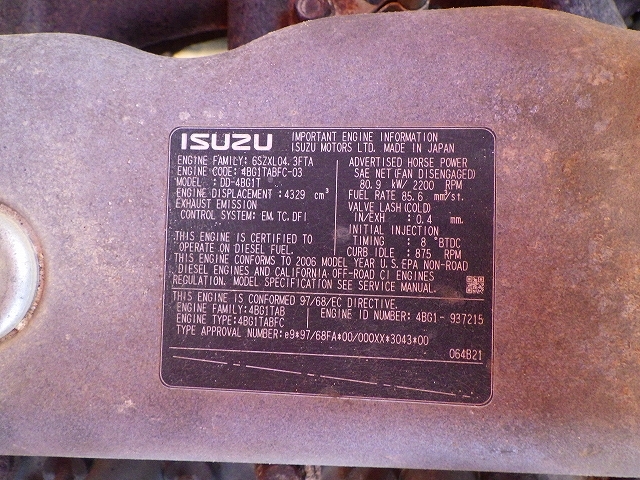 ISUZU
IMPORTANT ENGINE INFORMATION
ISUZU MOTORS LTD. MADE IN JAPAN
ENGINE FAMILY: 6SZXL04.3FTA
ENGINE CODE: 4BG1TABFC-03
MODEL: DD-4BG1T
ENGINE DISPLACEMENT: 4329 cm³
EXHAUST EMISSION
CONTROL SYSTEM: EM, TC, DFI
THIS ENGINE IS CERTIFIED TO
OPERATE ON DIESEL FUEL.
ADVERTISED HORSE POWER
SAE NET (FAN DISENGAGED)
80.9 kW/ 2200 RPM
FUEL RATE 85.6 mm³/st.
VALVE LASH (COLD)
IN/EXH : 0.4 mm.
INITIAL INJECTION
TIMING : 8 °BTDC
CURB IDLE : 875 RPM
THIS ENGINE CONFORMS TO 2006 MODEL YEAR U.S. EPA NON-ROAD
DIESEL ENGINES AND CALIFORNIA OFF-ROAD CI ENGINES
REGULATION. MODEL SPECIFICATION SEE SERVICE MANUAL.
THIS ENGINE IS CONFORMED 97/68/EC DIRECTIVE.
ENGINE FAMILY: 4BG1TAB
ENGINE TYPE: 4BG1TABFC
ENGINE ID NUMBER: 4BG1- 937215
TYPE APPROVAL NUMBER: e9*97/68FA*00/000XX*3043*00
064B21